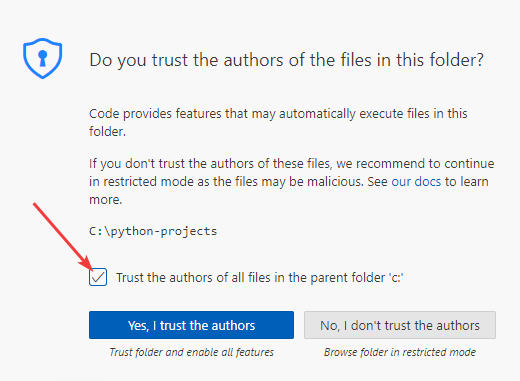 Do you trust the authors of the files in this folder?
Code provides features that may automatically execute files in this
folder.
If you don't trust the authors of these files, we recommend to continue
in restricted mode as the files may be malicious. See our docs to learn
more.
C:\python-projects
Trust the authors of all files in the parent folder 'c:'
Yes, I trust the authors
No, I don't trust the authors
Trust folder and enable all features
Browse folder in restricted mode